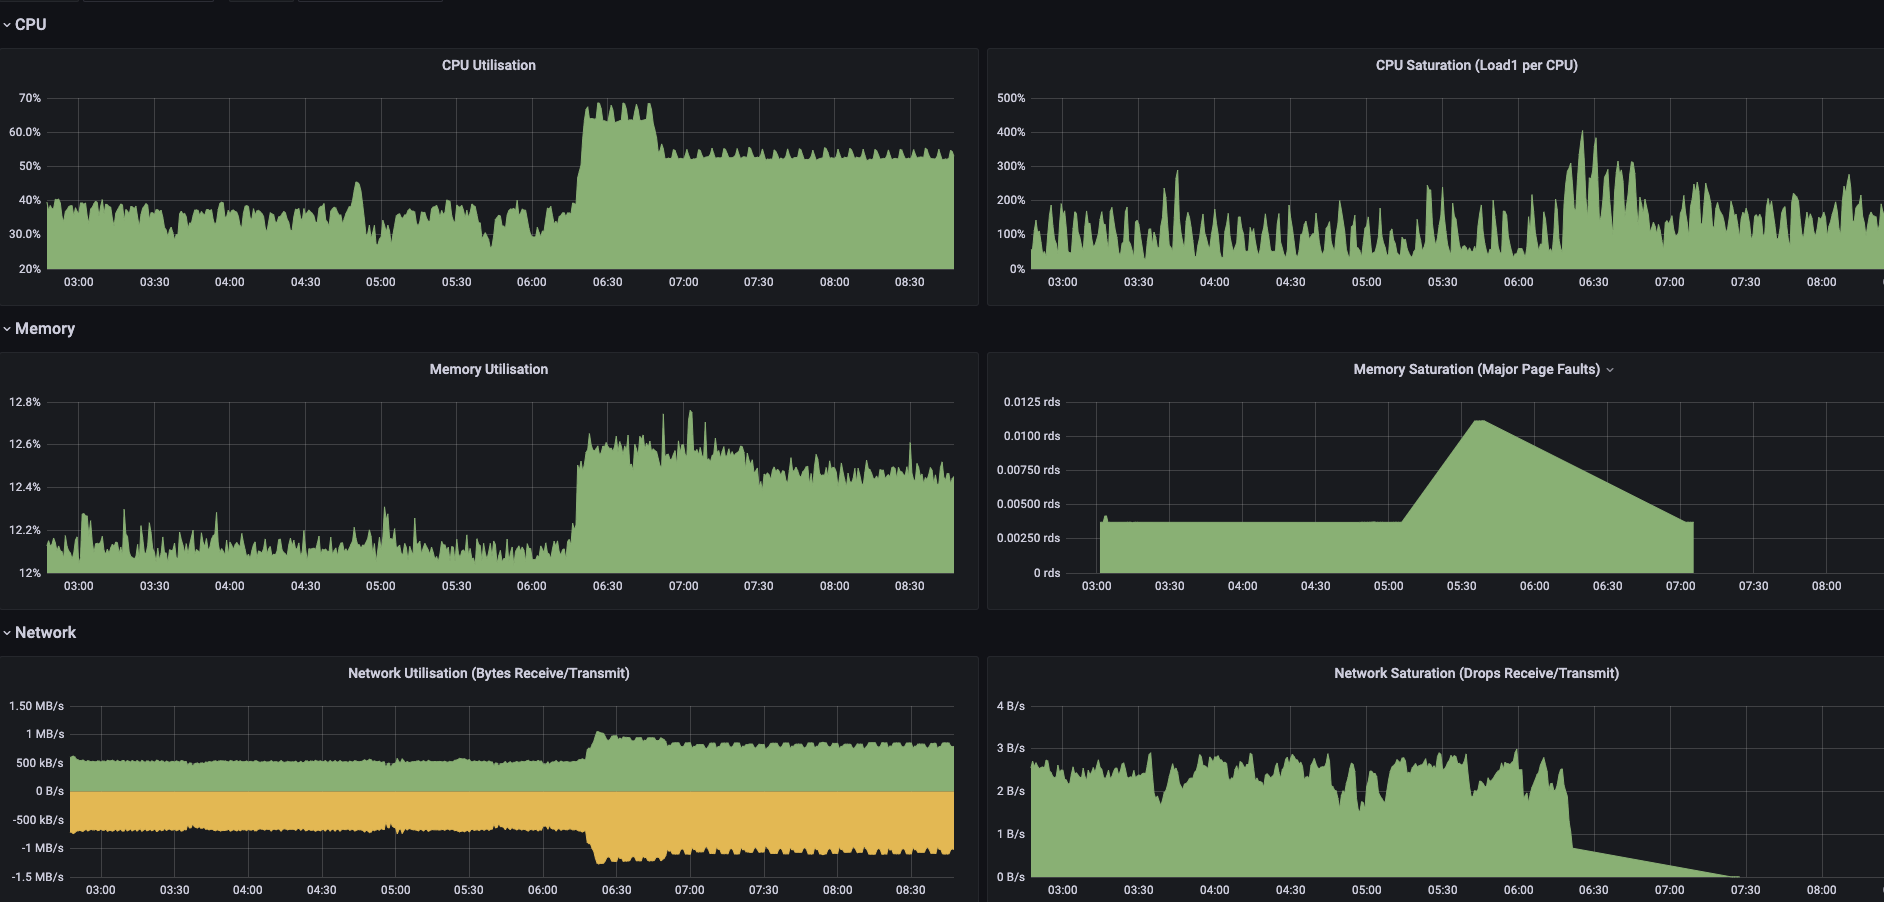 CPU
CPU Utilisation
70%
60.0%
50%
40%
30.0%
20%
03:00 03:30 04:00 04:30 05:00 05:30 06:00 06:30 07:00 07:30 08:00 08:30
CPU Saturation (Load1 per CPU)
500%
400%
300%
200%
100%
0%
03:00 03:30 04:00 04:30 05:00 05:30 06:00 06:30 07:00 07:30 08:00
Memory
Memory Utilisation
12.8%
12.6%
12.4%
12.2%
12%
03:00 03:30 04:00 04:30 05:00 05:30 06:00 06:30 07:00 07:30 08:00 08:30
Memory Saturation (Major Page Faults)
0.0125 rds
0.0100 rds
0.00750 rds
0.00500 rds
0.00250 rds
0 rds
03:00 03:30 04:00 04:30 05:00 05:30 06:00 06:30 07:00 07:30 08:00
Network
Network Utilisation (Bytes Receive/Transmit)
1.50 MB/s
1 MB/s
500 kB/s
0 B/s
-500 kB/s
-1 MB/s
-1.5 MB/s
03:00 03:30 04:00 04:30 05:00 05:30 06:00 06:30 07:00 07:30 08:00 08:30
Network Saturation (Drops Receive/Transmit)
4 B/s
3 B/s
2 B/s
1 B/s
0 B/s
03:00 03:30 04:00 04:30 05:00 05:30 06:00 06:30 07:00 07:30 08:00